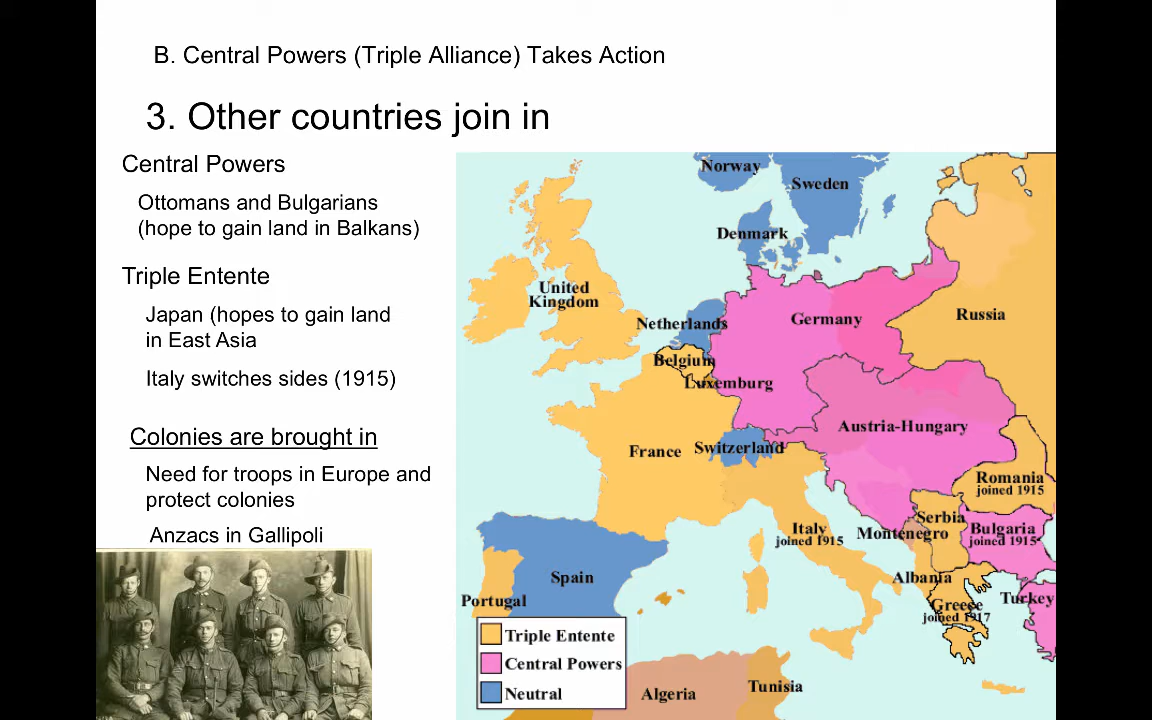 B. Central Powers (Triple Alliance) Takes Action
3. Other countries join in
Central Powers
Ottomans and Bulgarians
(hope to gain land in Balkans)
Triple Entente
Japan (hopes to gain land
in East Asia
Italy switches sides (1915)
Colonies are brought in
Need for troops in Europe and
protect colonies
Anzacs in Gallipoli
Norway
Sweden
Denmark
United
Kingdom
Netherlands
Germany
Russia
Belgium
Luxemburg
Austria-Hungary
France
Switzerland
Romania
joined 1915
Serbia
Italy
joined 1915
Montenegro
Bulgaria
joined 1915
Spain
Albania
Portugal
Greece
joined 1917
Turkey
Triple Entente
Central Powers
Neutral
Algeria
Tunisia